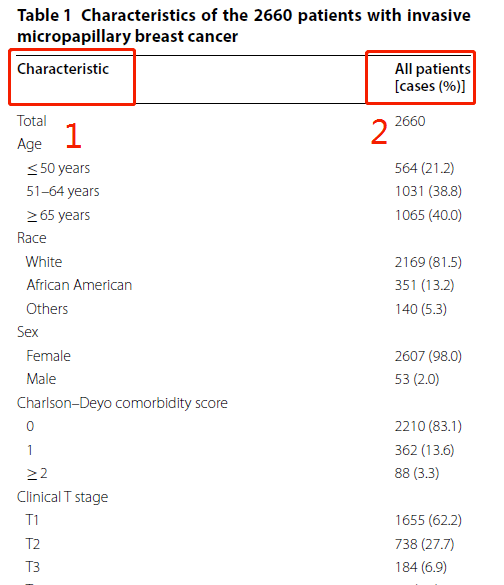 Table 1 Characteristics of the 2660 patients with invasive
micropapillary breast cancer
Characteristic All patients
[cases (%)]
Total 2660
1 2
Age
≤50 years 564 (21.2)
51–64 years 1031 (38.8)
≥65 years 1065 (40.0)
Race
White 2169 (81.5)
African American 351 (13.2)
Others 140 (5.3)
Sex
Female 2607 (98.0)
Male 53 (2.0)
Charlson–Deyo comorbidity score
0 2210 (83.1)
1 362 (13.6)
≥2 88 (3.3)
Clinical T stage
T1 1655 (62.2)
T2 738 (27.7)
T3 184 (6.9)